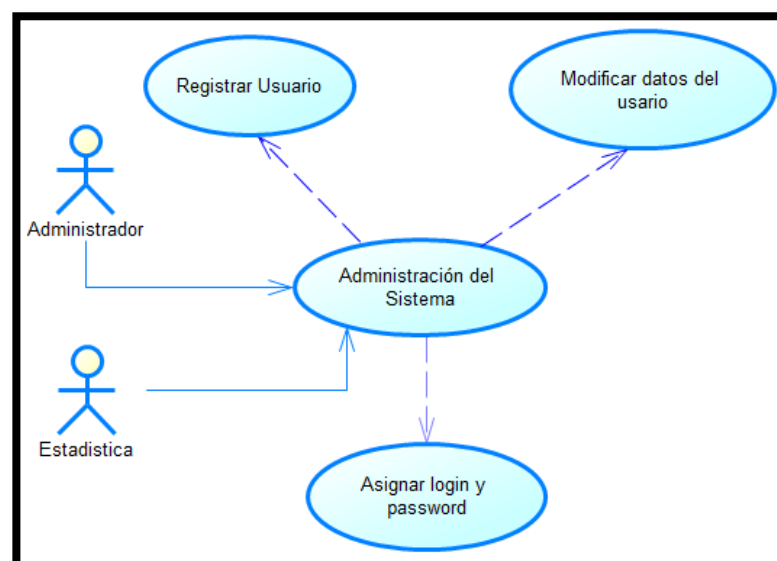 Registrar Usuario
Modificar datos del
usario
Administrador
Administración del
Sistema
Estadistica
Asignar login y
password